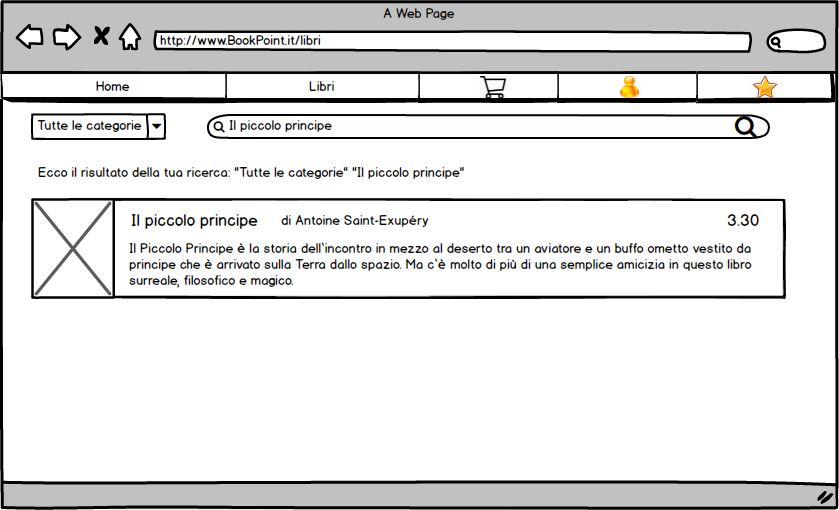 A Web Page
http://www.BookPoint.it/libri
Home
Libri
Tutte le categorie
Il piccolo principe
Ecco il risultato della tua ricerca: "Tutte le categorie" "Il piccolo principe"
Il piccolo principe di Antoine Saint-Exupéry 3.30
Il Piccolo Principe è la storia dell`incontro in mezzo al deserto tra un aviatore e un buffo ometto vestito da
principe che è arrivato sulla Terra dallo spazio. Ma c`è molto di più di una semplice amicizia in questo libro
surreale, filosofico e magico.